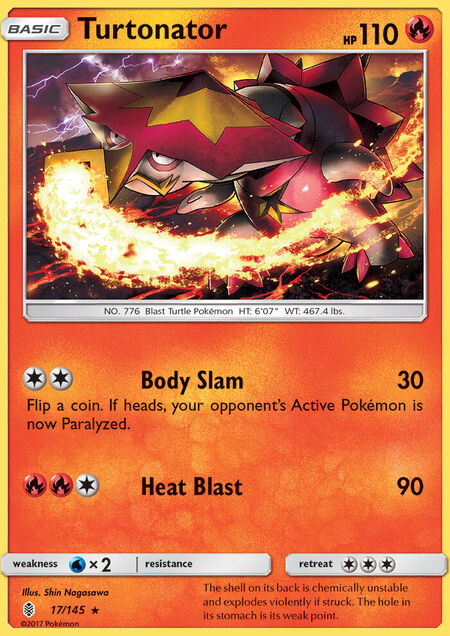 BASIC Turtonator HP 110
NO. 776 Blast Turtle Pokémon HT: 6'07" WT: 467.4 lbs.
Body Slam 30
Flip a coin. If heads, your opponent's Active Pokémon is
now Paralyzed.
Heat Blast 90
weakness ×2 resistance retreat
Illus. Shin Nagasawa
17/145 ★
©2017 Pokémon
The shell on its back is chemically unstable
and explodes violently if struck. The hole in
its stomach is its weak point.